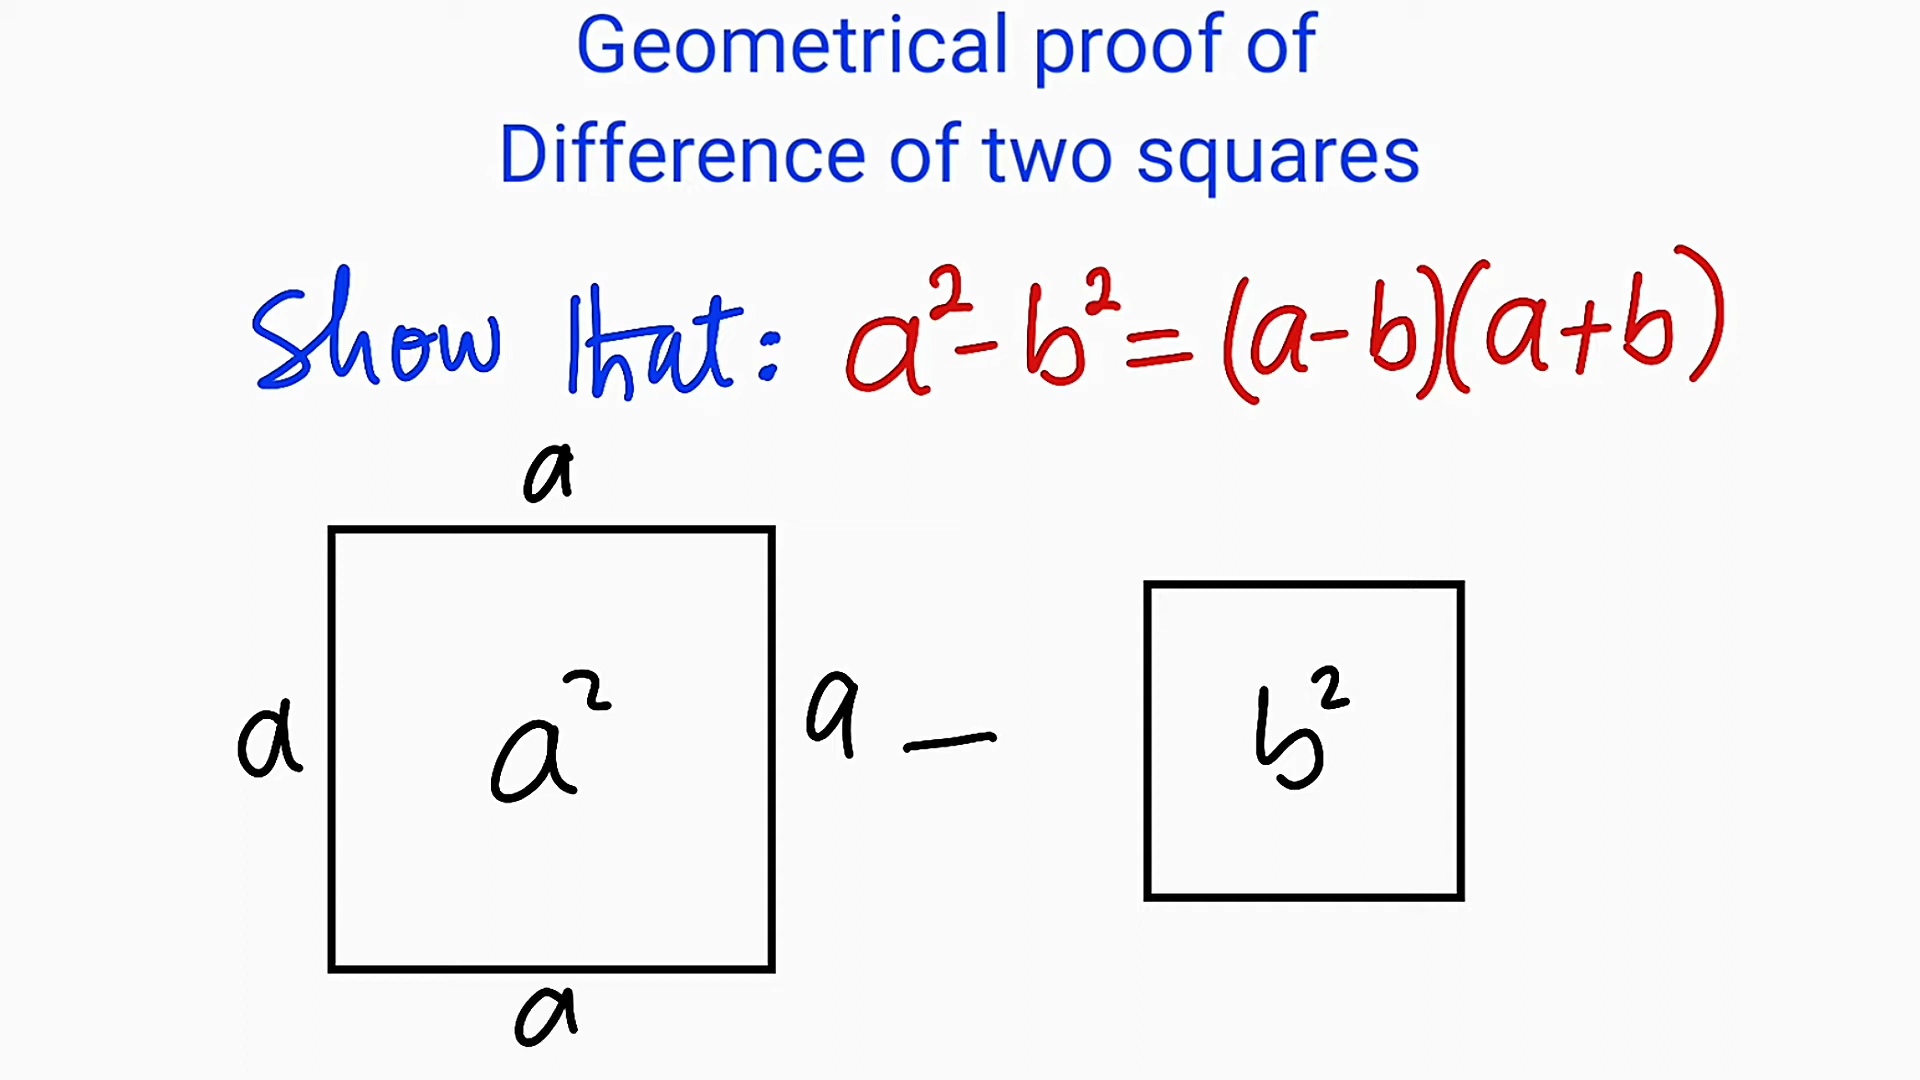 Geometrical proof of
Difference of two squares
Show that: a²-b²=(a-b)(a+b)
a
a a² a - b²
a